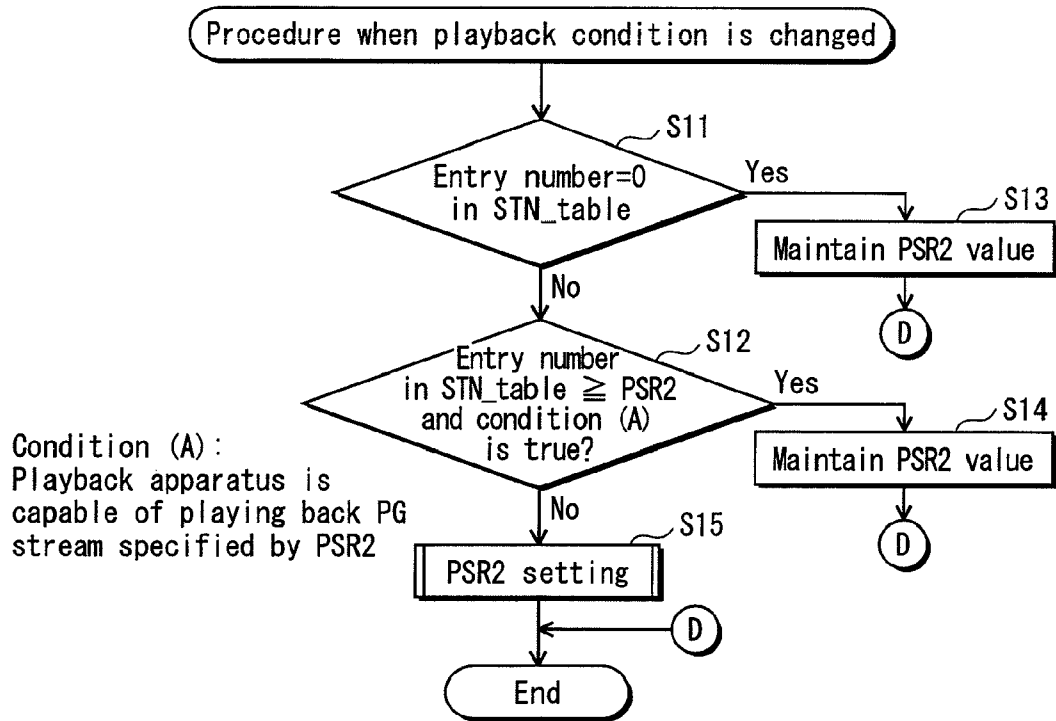 Procedure when playback condition is changed
S11
Entry number=0
in STN_table
Yes
S13
Maintain PSR2 value
D
No
S12
Entry number
in STN_table ≧ PSR2
and condition (A)
is true?
Yes
S14
Maintain PSR2 value
D
Condition (A):
Playback apparatus is
capable of playing back PG
stream specified by PSR2
No
S15
PSR2 setting
D
End